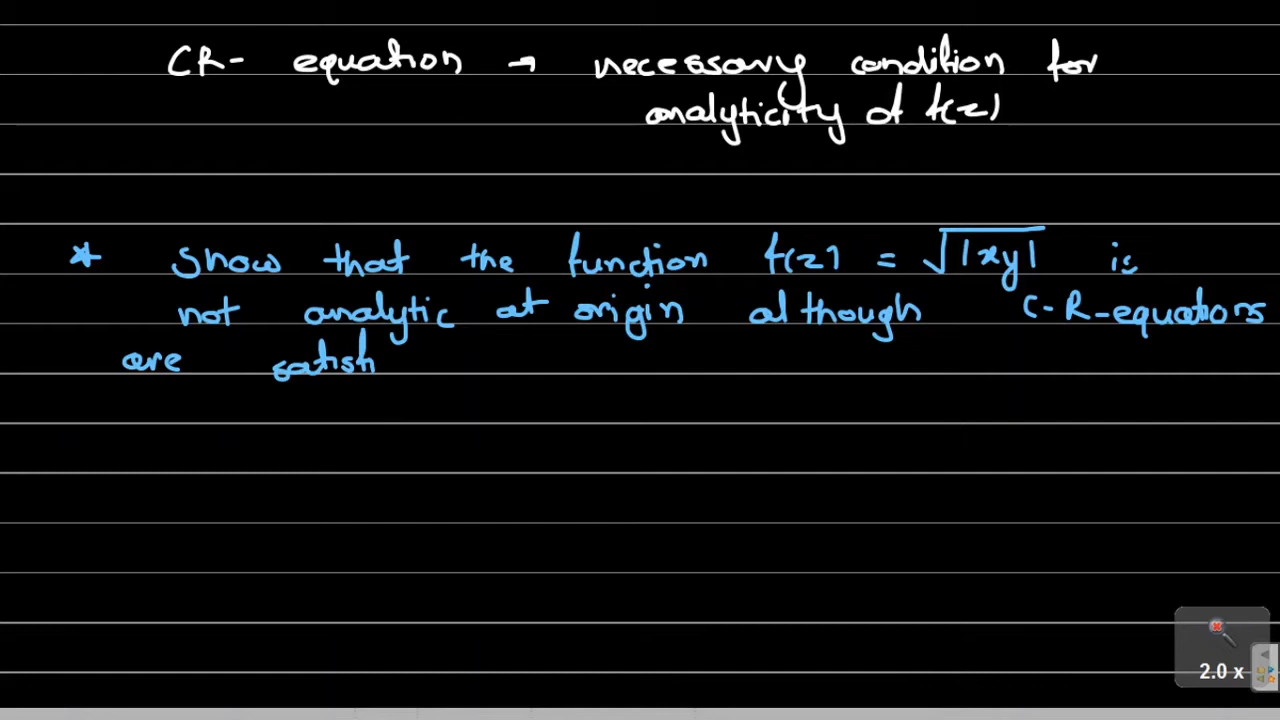 CR- equation → necessary condition for
analyticity of f(z)
* Show that the function f(z) = √|xy| is
not analytic at origin although C-R-equations
are satish
2.0 x